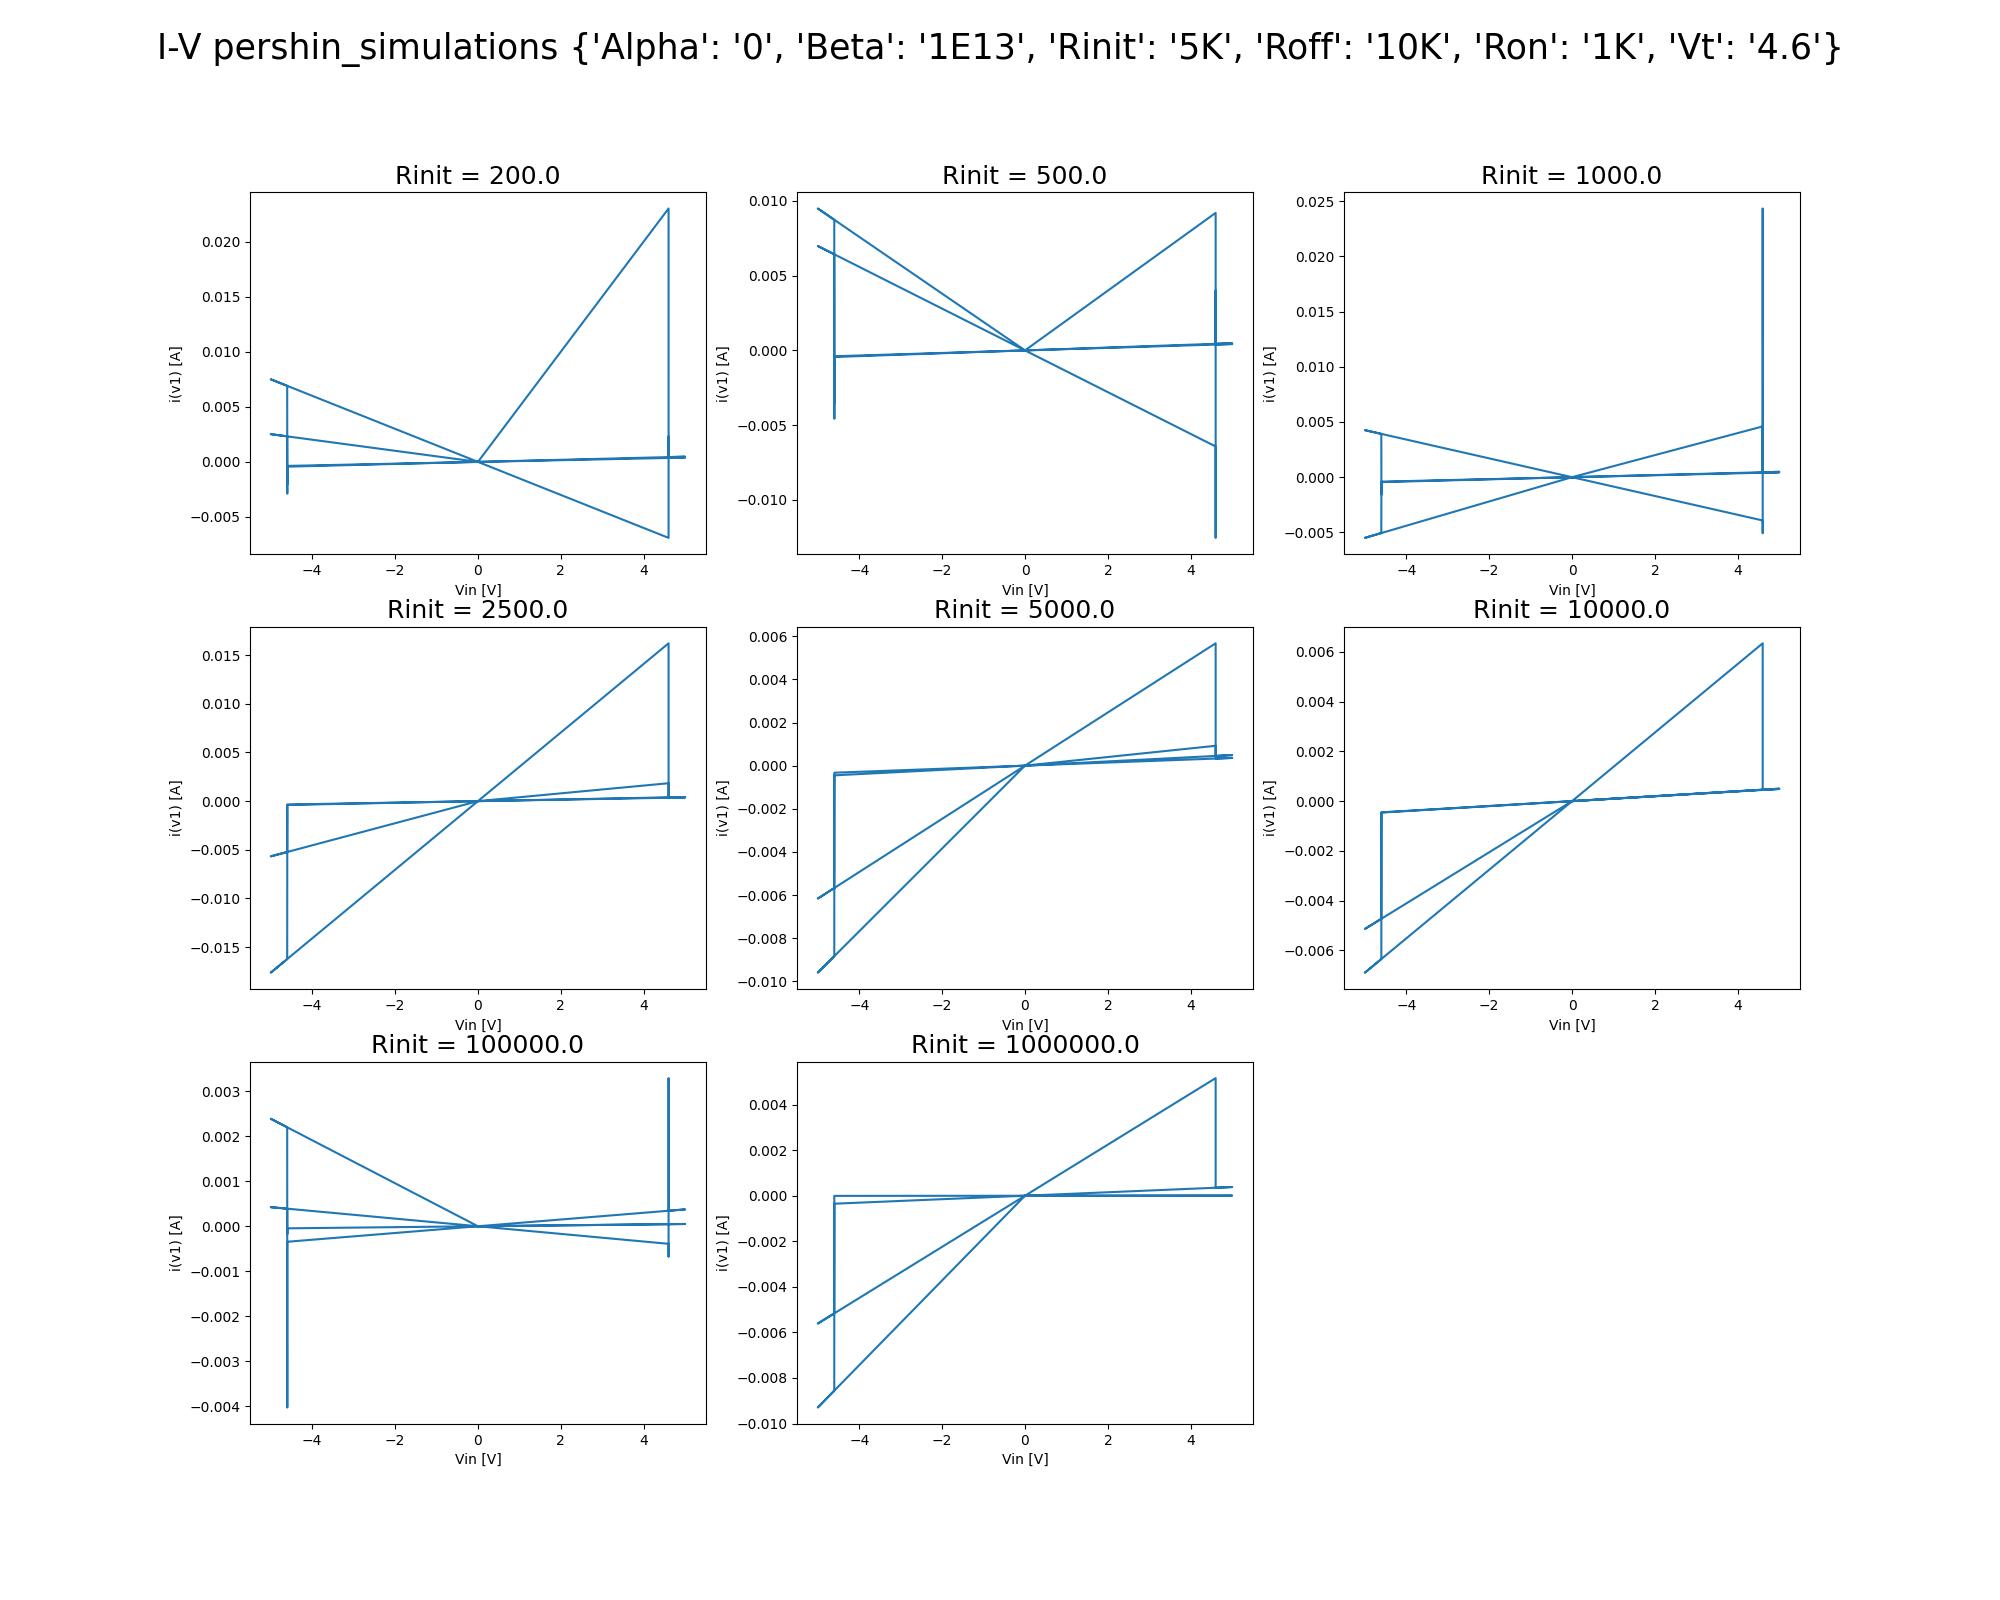 I-V pershin_simulations {'Alpha': '0', 'Beta': '1E13', 'Rinit': '5K', 'Roff': '10K', 'Ron': '1K', 'Vt': '4.6'}
Rinit = 200.0
0.020
0.015
0.010
0.005
0.000
−0.005
i(v1) [A]
−4 −2 0 2 4
Vin [V]
Rinit = 500.0
0.010
0.005
0.000
−0.005
−0.010
i(v1) [A]
−4 −2 0 2 4
Vin [V]
Rinit = 1000.0
0.025
0.020
0.015
0.010
0.005
0.000
−0.005
i(v1) [A]
−4 −2 0 2 4
Vin [V]
Rinit = 2500.0
0.015
0.010
0.005
0.000
−0.005
−0.010
−0.015
i(v1) [A]
−4 −2 0 2 4
Vin [V]
Rinit = 5000.0
0.006
0.004
0.002
0.000
−0.002
−0.004
−0.006
−0.008
−0.010
i(v1) [A]
−4 −2 0 2 4
Vin [V]
Rinit = 10000.0
0.006
0.004
0.002
0.000
−0.002
−0.004
−0.006
i(v1) [A]
−4 −2 0 2 4
Vin [V]
Rinit = 100000.0
0.003
0.002
0.001
0.000
−0.001
−0.002
−0.003
−0.004
i(v1) [A]
−4 −2 0 2 4
Vin [V]
Rinit = 1000000.0
0.004
0.002
0.000
−0.002
−0.004
−0.006
−0.008
−0.010
i(v1) [A]
−4 −2 0 2 4
Vin [V]